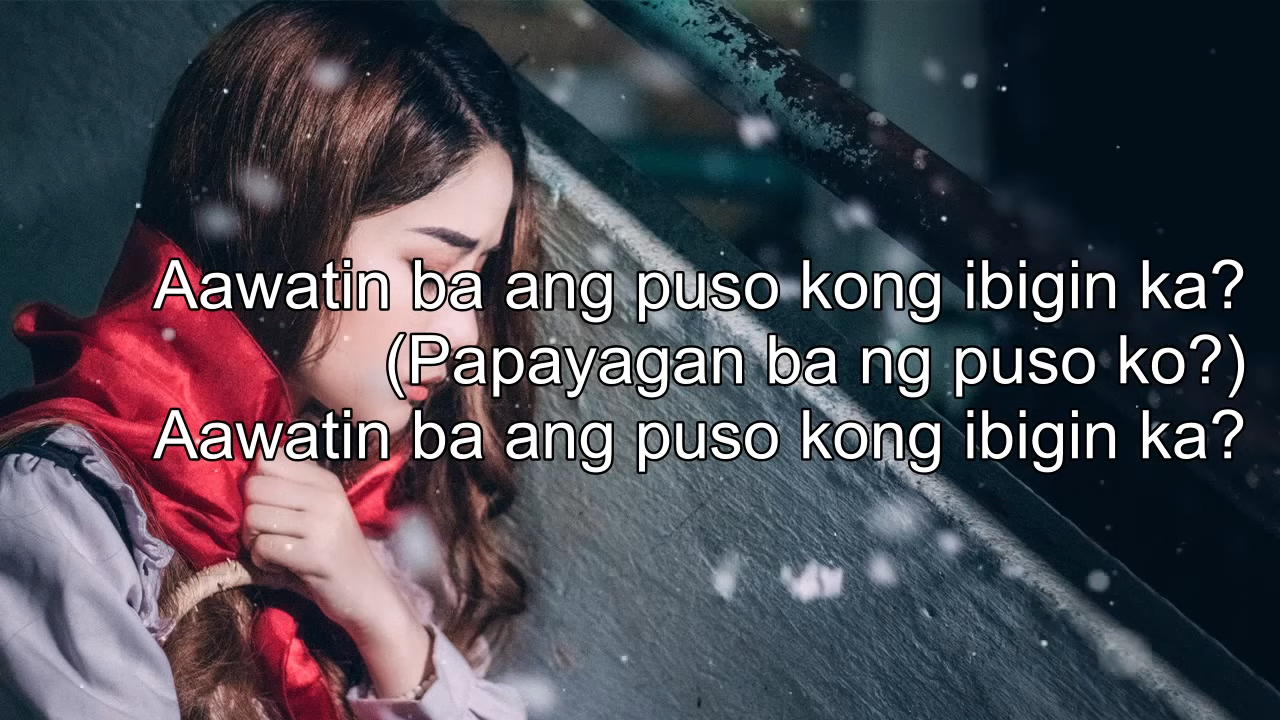 Aawatin ba ang puso kong ibigin ka?
(Papayagan ba ng puso ko?)
Aawatin ba ang puso kong ibigin ka?